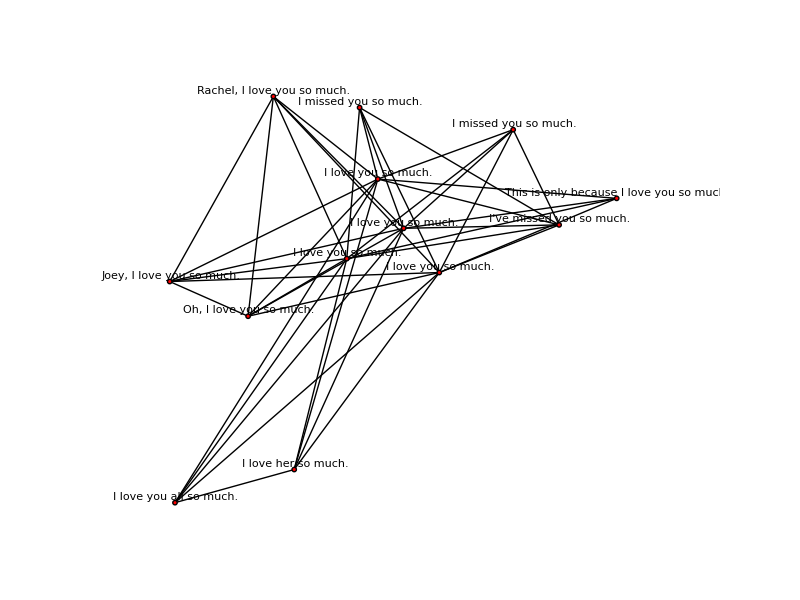 Rachel, I love you so much.
I missed you so much.
I missed you so much.
I love you so much.
This is only because I love you so much
I've missed you so much.
I love you so much.
I love you so much.
I love you so much.
Joey, I love you so much.
Oh, I love you so much.
I love her so much.
I love you all so much.